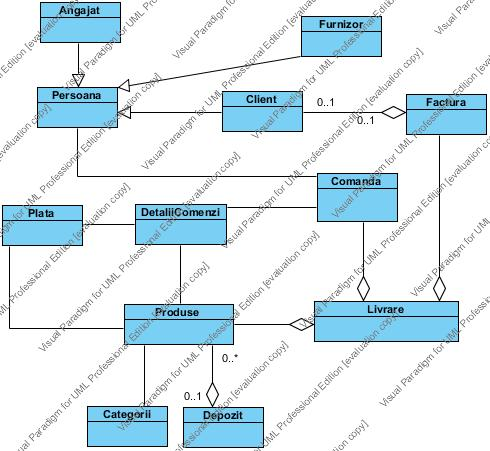 Angajat
Furnizor
Persoana
Client
0..1
0..1
Factura
Comanda
Plata
DetaliiComenzi
Produse
Livrare
0..*
0..1
Categorii
Depozit
Visual Paradigm for UML Professional Edition [evaluation copy]